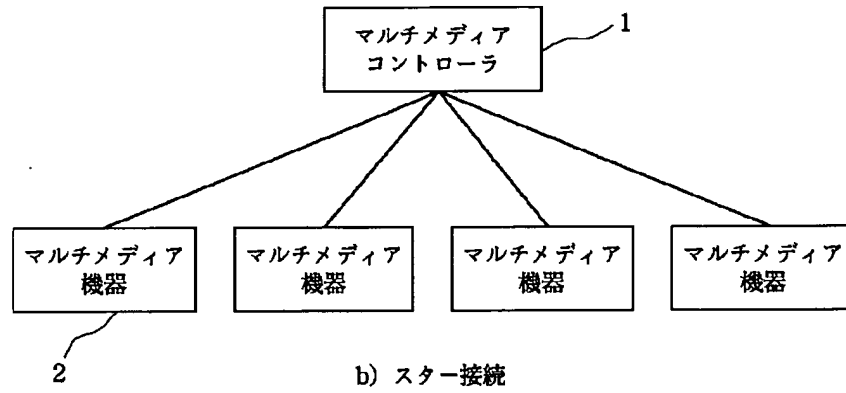 マルチメディア
コントローラ
1
マルチメディア
機器
マルチメディア
機器
マルチメディア
機器
マルチメディア
機器
2
b) スター接続